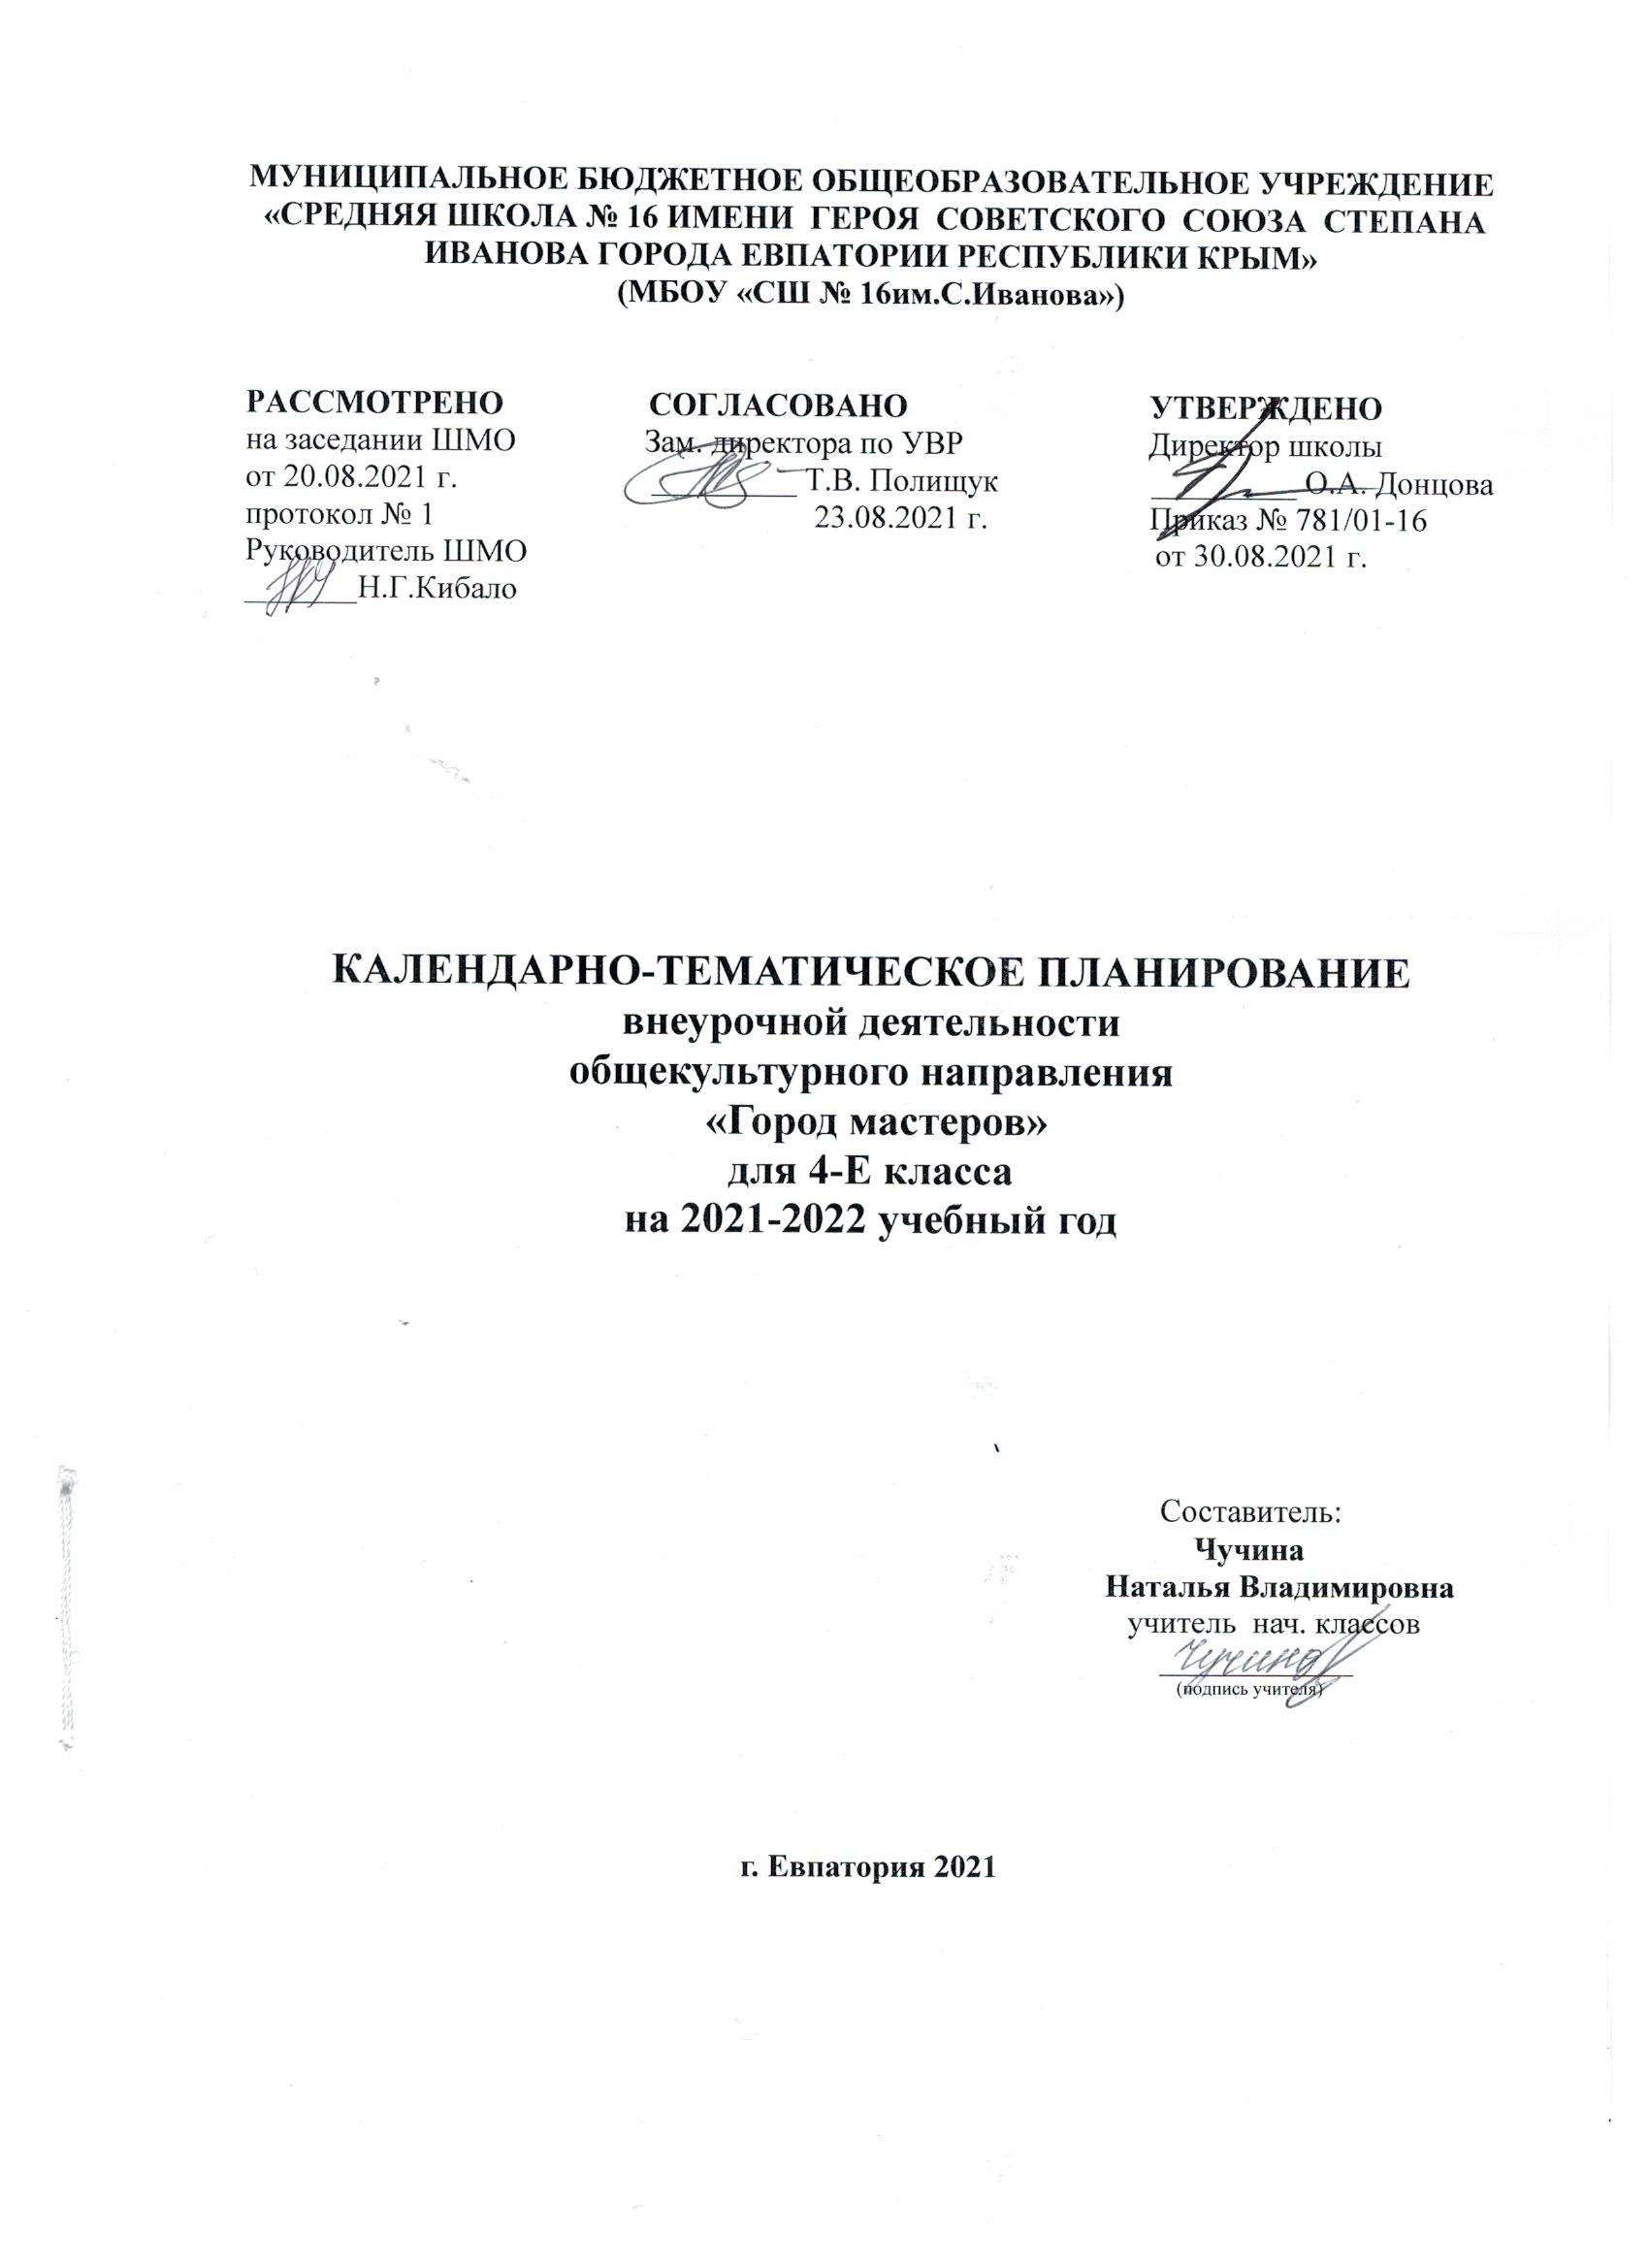 МУНИЦИПАЛЬНОЕ БЮДЖЕТНОЕ ОБЩЕОБРАЗОВАТЕЛЬНОЕ УЧРЕЖДЕНИЕ
«СРЕДНЯЯ ШКОЛА № 16 ИМЕНИ ГЕРОЯ СОВЕТСКОГО СОЮЗА СТЕПАНА
ИВАНОВА ГОРОДА ЕВПАТОРИИ РЕСПУБЛИКИ КРЫМ»
(МБОУ «СШ № 16им.С.Иванова»)
РАССМОТРЕНО
на заседании ШМО
от 20.08.2021 г.
протокол № 1
Руководитель ШМО
Н.Г.Кибало
СОГЛАСОВАНО
Зам. директора по УВР
Т.В. Полищук
23.08.2021 г.
УТВЕРЖДЕНО
Директор школы
О.А. Донцова
Приказ № 781/01-16
от 30.08.2021 г.
КАЛЕНДАРНО-ТЕМАТИЧЕСКОЕ ПЛАНИРОВАНИЕ
внеурочной деятельности
общекультурного направления
«Город мастеров»
для 4-Е класса
на 2021-2022 учебный год
Составитель:
Чучина
Наталья Владимировна
учитель нач. классов
Чучина
(подпись учителя)
г. Евпатория 2021